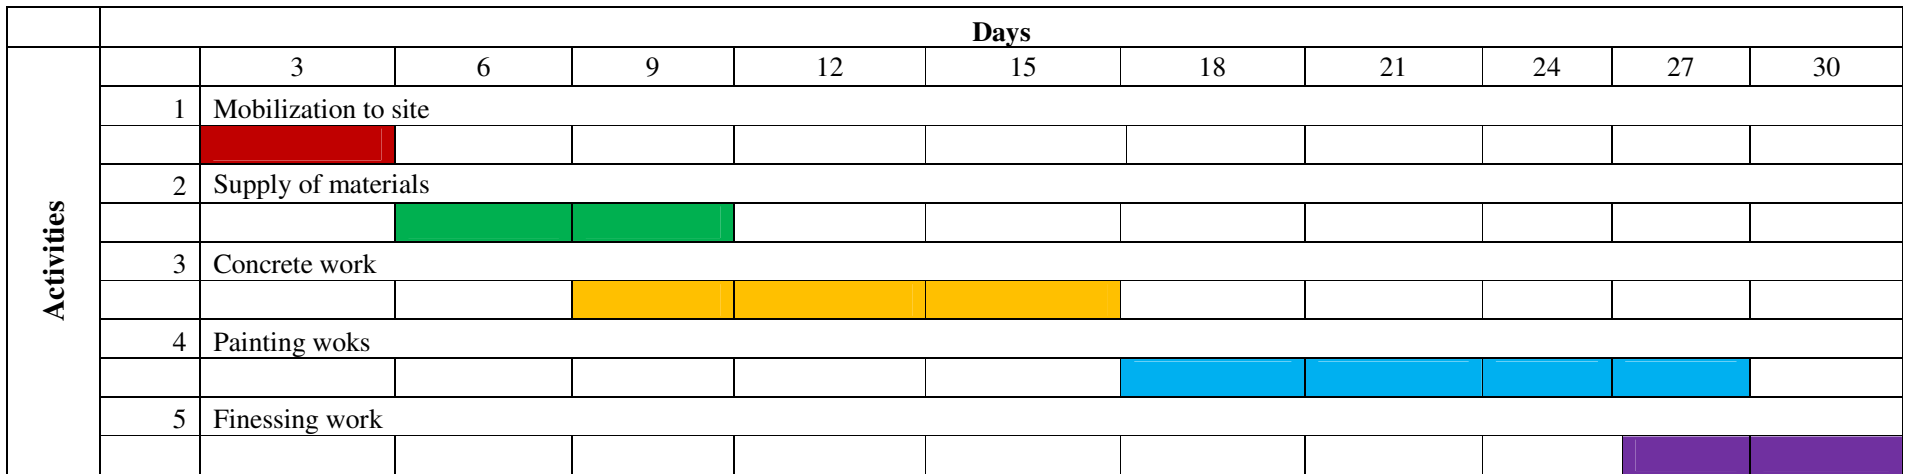 Days
3 6 9 12 15 18 21 24 27 30
Activities
1 Mobilization to site
2 Supply of materials
3 Concrete work
4 Painting woks
5 Finessing work